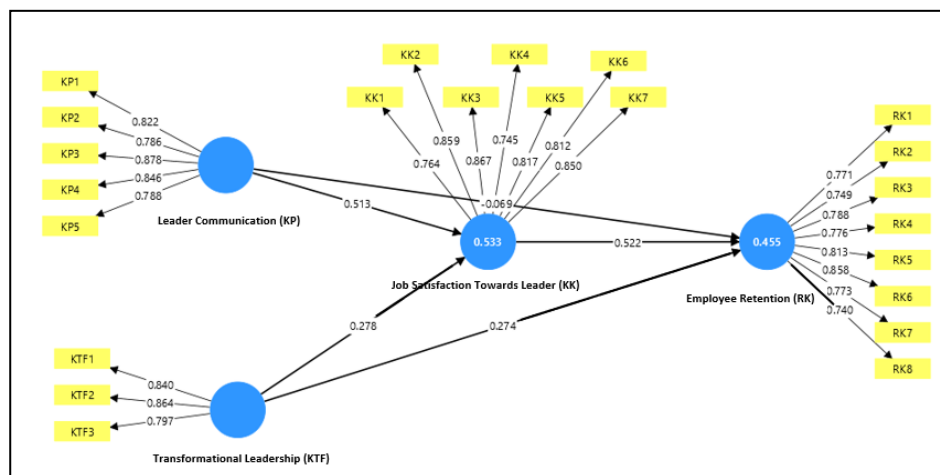 KP1
KP2
KP3
KP4
KP5
0.822
0.786
0.878
0.846
0.788
Leader Communication (KP)
KK2
KK4
KK6
KK1
KK3
KK5
KK7
0.764
0.859
0.867
0.745
0.817
0.812
0.850
0.513
-0.069
0.533
0.522
0.455
Job Satisfaction Towards Leader (KK)
Employee Retention (RK)
RK1
RK2
RK3
RK4
RK5
RK6
RK7
RK8
0.771
0.749
0.788
0.776
0.813
0.858
0.773
0.740
0.278
0.274
KTF1
KTF2
KTF3
0.840
0.864
0.797
Transformational Leadership (KTF)